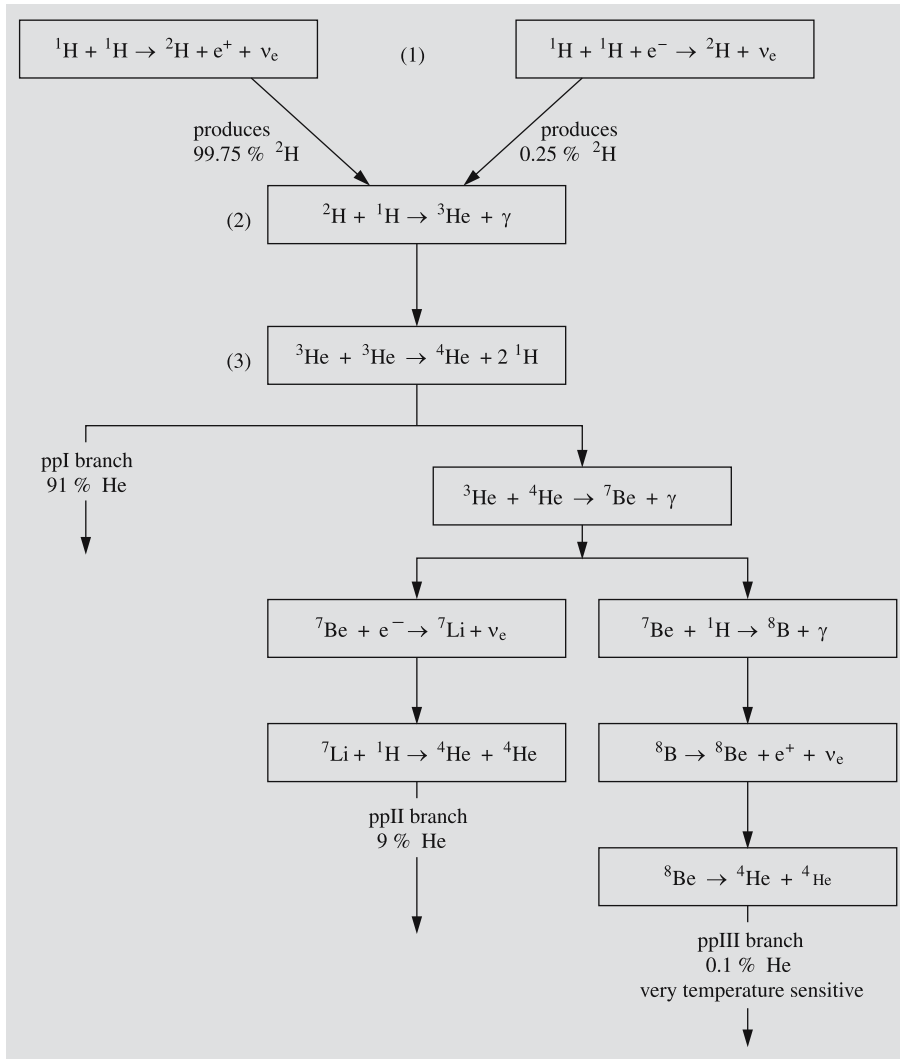 ¹H + ¹H → ²H + e⁺ + νₑ
(1)
¹H + ¹H + e⁻ → ²H + νₑ
produces
99.75 % ²H
produces
0.25 % ²H
(2)
²H + ¹H → ³He + γ
(3)
³He + ³He → ⁴He + 2 ¹H
ppI branch
91 % He
³He + ⁴He → ⁷Be + γ
⁷Be + e⁻ → ⁷Li + νₑ
⁷Be + ¹H → ⁸B + γ
⁷Li + ¹H → ⁴He + ⁴He
⁸B → ⁸Be + e⁺ + νₑ
ppII branch
9 % He
⁸Be → ⁴He + ⁴He
ppIII branch
0.1 % He
very temperature sensitive